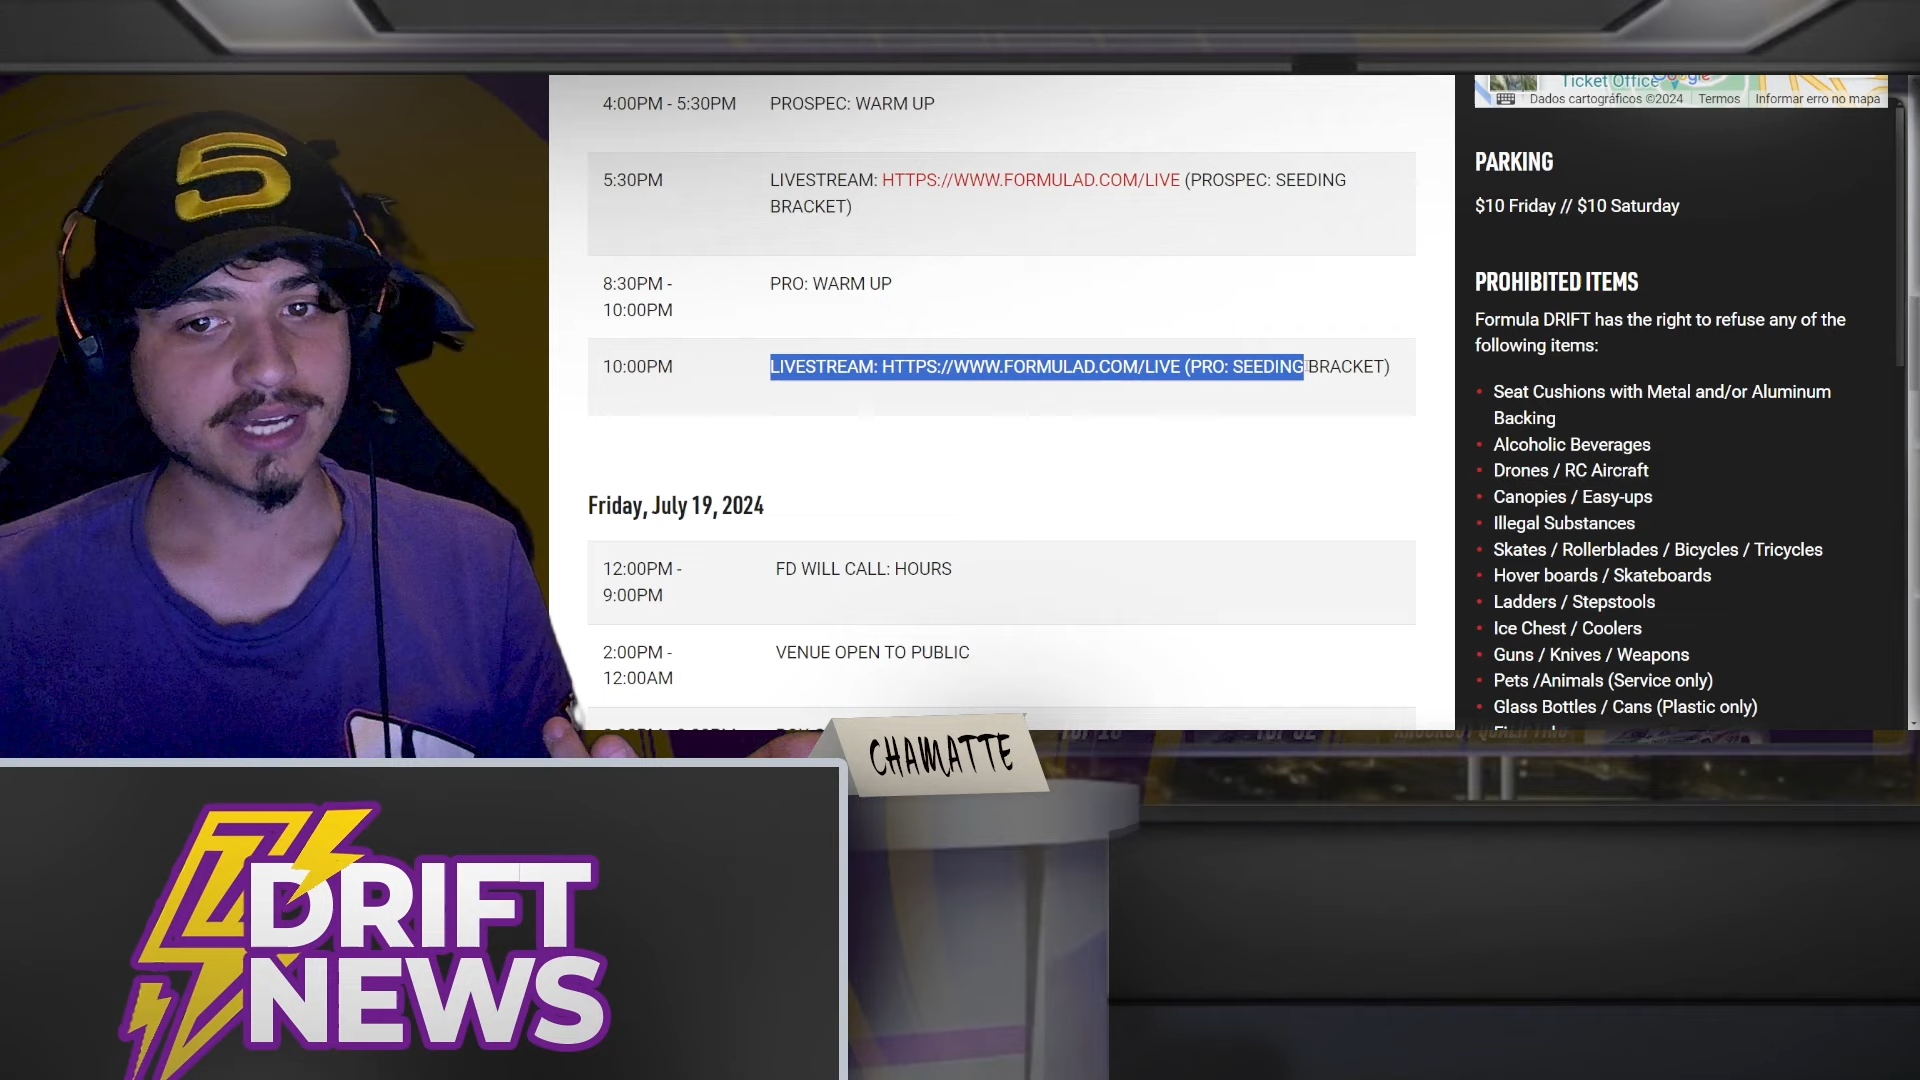 5
4:00PM - 5:30PM PROSPEC: WARM UP
5:30PM LIVESTREAM: HTTPS://WWW.FORMULAD.COM/LIVE (PROSPEC: SEEDING
BRACKET)
8:30PM -
10:00PM
PRO: WARM UP
10:00PM LIVESTREAM: HTTPS://WWW.FORMULAD.COM/LIVE (PRO: SEEDING BRACKET)
Friday, July 19, 2024
12:00PM -
9:00PM
FD WILL CALL: HOURS
2:00PM -
12:00AM
VENUE OPEN TO PUBLIC
Ticket Office
Google
Dados cartográficos ©2024 Termos Informar erro no mapa
PARKING
$10 Friday // $10 Saturday
PROHIBITED ITEMS
Formula DRIFT has the right to refuse any of the
following items:
Seat Cushions with Metal and/or Aluminum
Backing
Alcoholic Beverages
Drones / RC Aircraft
Canopies / Easy-ups
Illegal Substances
Skates / Rollerblades / Bicycles / Tricycles
Hover boards / Skateboards
Ladders / Stepstools
Ice Chest / Coolers
Guns / Knives / Weapons
Pets /Animals (Service only)
Glass Bottles / Cans (Plastic only)
CHAMATTE
DRIFT
NEWS